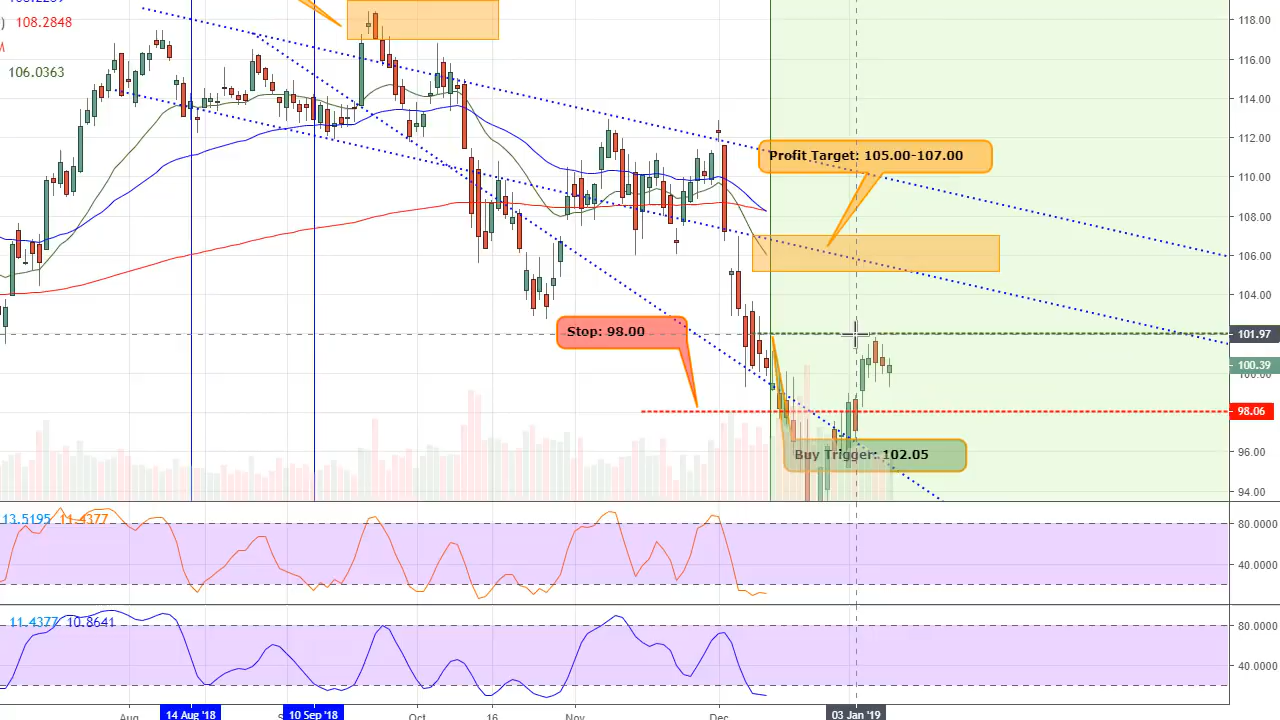 108.2848
106.0363
118.00
116.00
114.00
112.00
Profit Target: 105.00-107.00
110.00
108.00
106.00
104.00
Stop: 98.00
101.97
100.39
98.06
Buy Trigger: 102.05
96.00
94.00
13.5195 11.4377
80.0000
40.0000
11.4377 10.8641
80.0000
40.0000
Aug
14 Aug '18
10 Sep '18
Oct
16
Nov
Dec
03 Jan '19